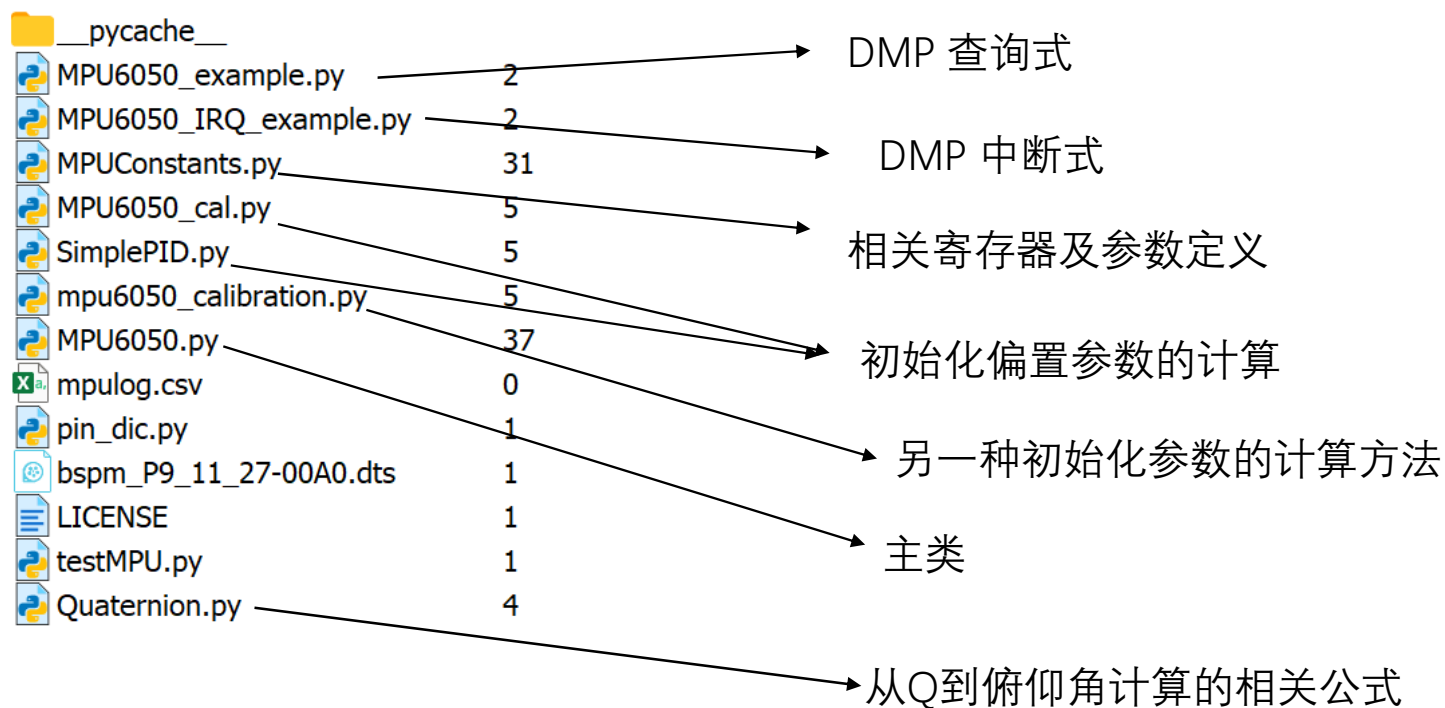 __pycache__
MPU6050_example.py 2 DMP 查询式
MPU6050_IRQ_example.py 2 DMP 中断式
MPUConstants.py 31 相关寄存器及参数定义
MPU6050_cal.py 5
SimplePID.py 5 初始化偏置参数的计算
mpu6050_calibration.py 5 另一种初始化参数的计算方法
MPU6050.py 37 主类
mpulog.csv 0
pin_dic.py 1
bspm_P9_11_27-00A0.dts 1
LICENSE 1
testMPU.py 1
Quaternion.py 4 从Q到俯仰角计算的相关公式